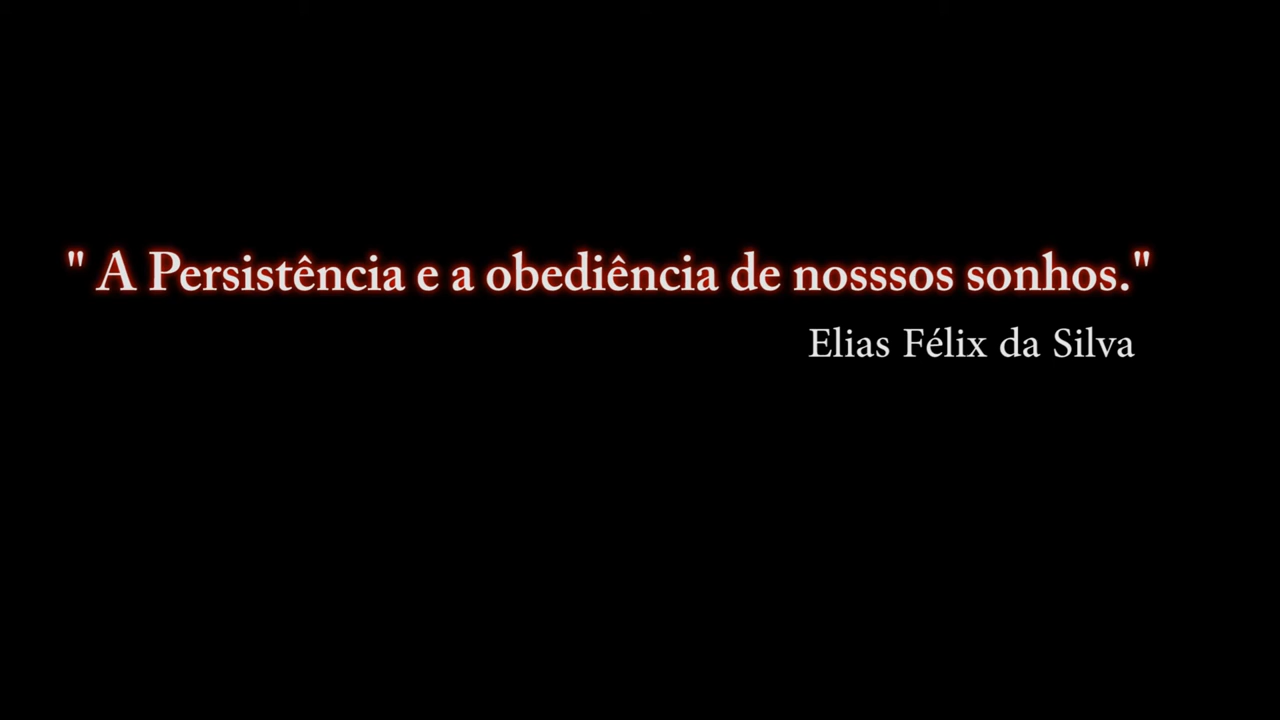 " A Persistência e a obediência de nosssos sonhos."
Elias Félix da Silva